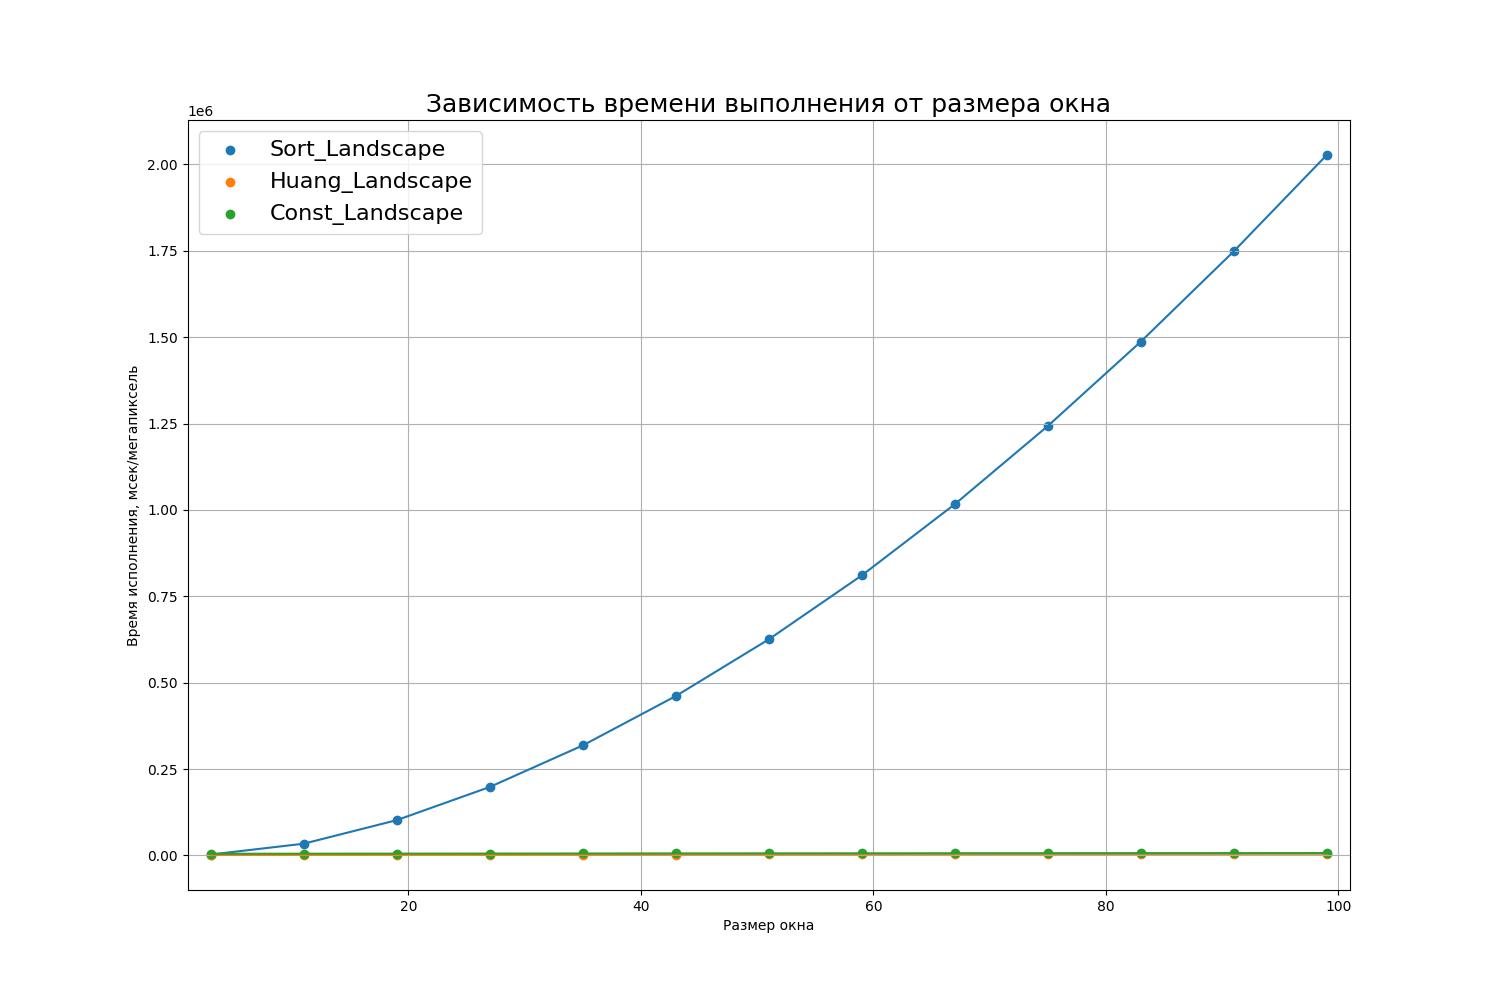 Зависимость времени выполнения от размера окна
1e6
Sort_Landscape
Huang_Landscape
Const_Landscape
2.00
1.75
1.50
1.25
1.00
0.75
0.50
0.25
0.00
Время исполнения, мсек/мегапиксель
20 40 60 80 100
Размер окна